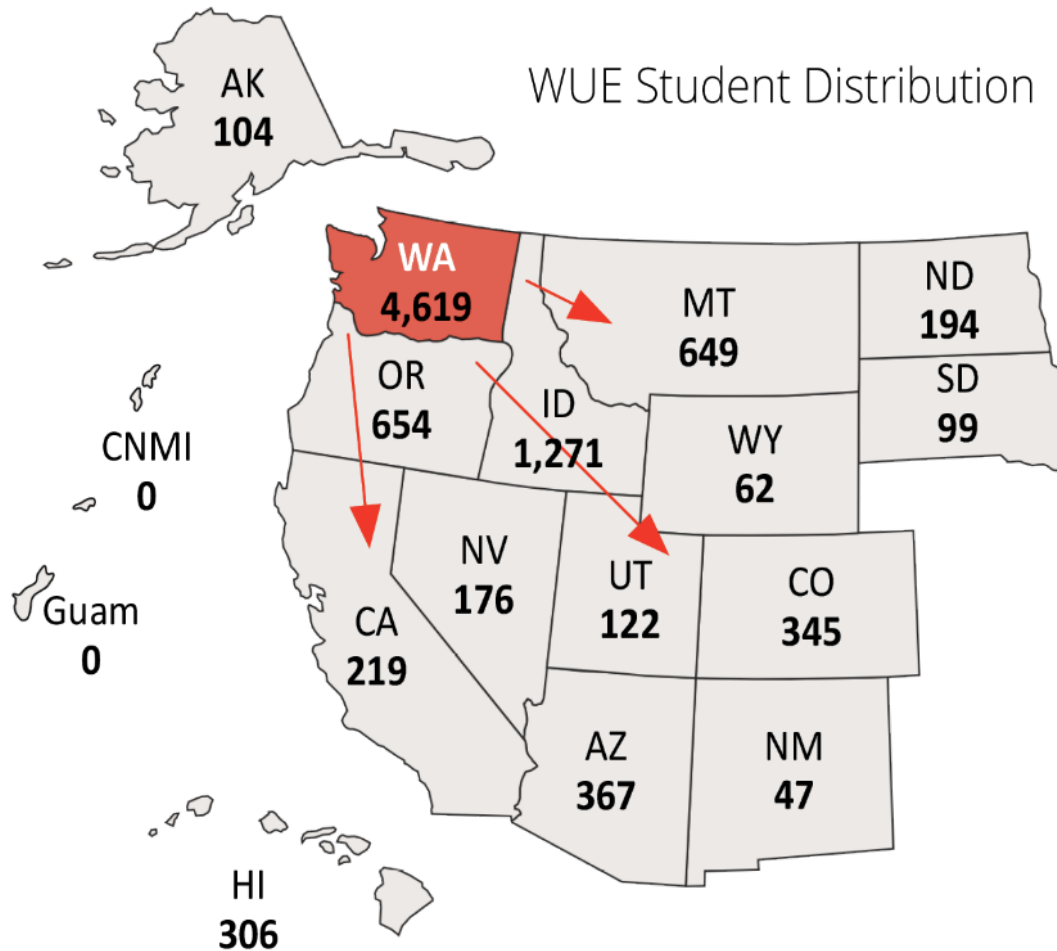 WUE Student Distribution
AK
104
WA
4,619
MT
649
ND
194
OR
654
ID
1,271
SD
99
WY
62
CNMI
0
NV
176
UT
122
CO
345
Guam
0
CA
219
AZ
367
NM
47
HI
306